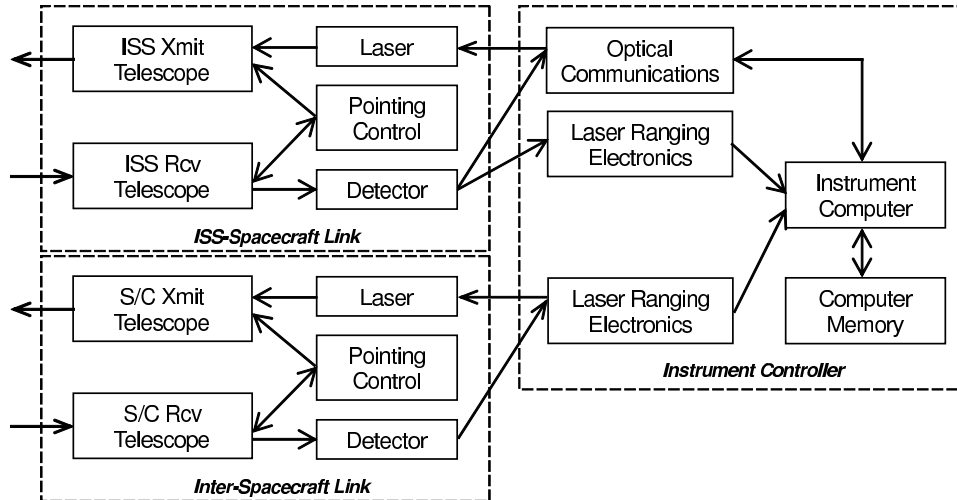 ISS Xmit
Telescope
Laser
Pointing
Control
ISS Rcv
Telescope
Detector
ISS-Spacecraft Link
S/C Xmit
Telescope
Laser
Pointing
Control
S/C Rcv
Telescope
Detector
Inter-Spacecraft Link
Optical
Communications
Laser Ranging
Electronics
Instrument
Computer
Laser Ranging
Electronics
Computer
Memory
Instrument Controller